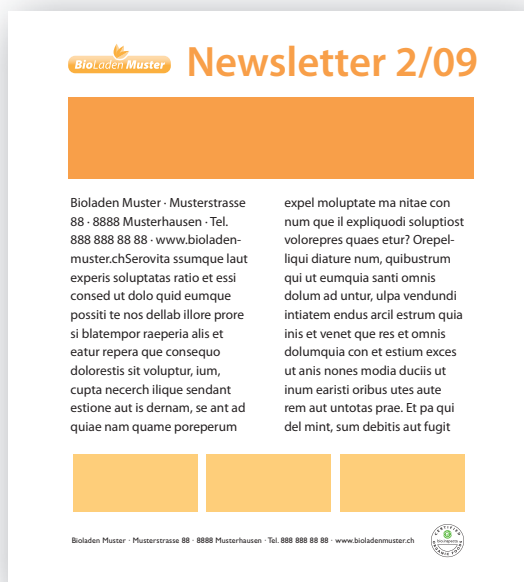 BioLaden Muster
Newsletter 2/09
Bioladen Muster · Musterstrasse
88 · 8888 Musterhausen · Tel.
888 888 88 88 · www.bioladen-
muster.chSerovita ssumque laut
experis soluptatas ratio et essi
consed ut dolo quid eumque
possiti te nos dellab illore prore
si blatempor raeperia alis et
eatur repera que consequo
dolorestis sit voluptur, ium,
cupta necerch ilique sendant
estione aut is dernam, se ant ad
quiae nam quame poreperum
expel moluptate ma nitae con
num que il expliquodi soluptiost
volorepres quaes etur? Orepel-
liqui diature num, quibustrum
qui ut eumquia santi omnis
dolum ad untur, ulpa vendundi
intiatem endus arcil estrum quia
inis et venet que res et omnis
dolumquia con et estium exces
ut anis nones modia duciis ut
inum earisti oribus utes aute
rem aut untotas prae. Et pa qui
del mint, sum debitis aut fugit
Bioladen Muster · Musterstrasse 88 · 8888 Musterhausen · Tel. 888 888 88 88 · www.bioladenmuster.ch
CERTIFIED
ORGANIC FOOD